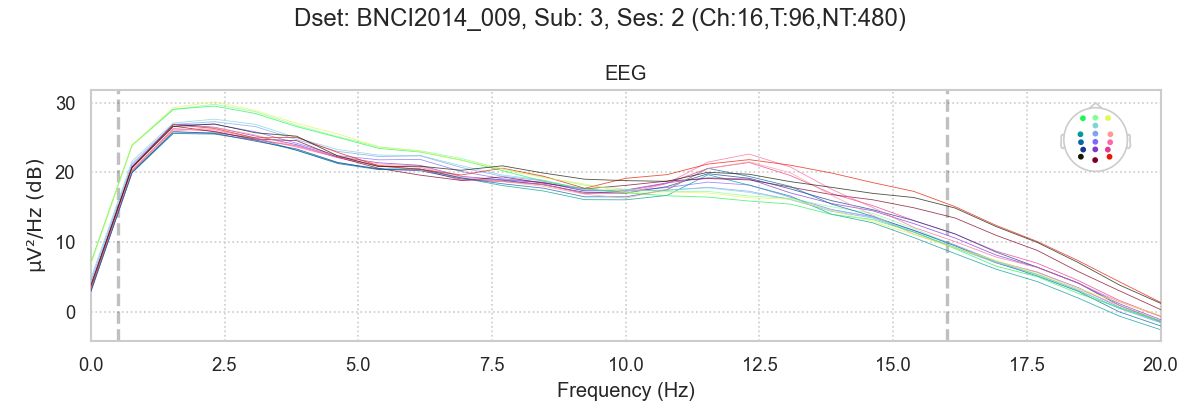 Dset: BNCI2014_009, Sub: 3, Ses: 2 (Ch:16,T:96,NT:480)
EEG
µV²/Hz (dB)
30
20
10
0
0.0 2.5 5.0 7.5 10.0 12.5 15.0 17.5 20.0
Frequency (Hz)